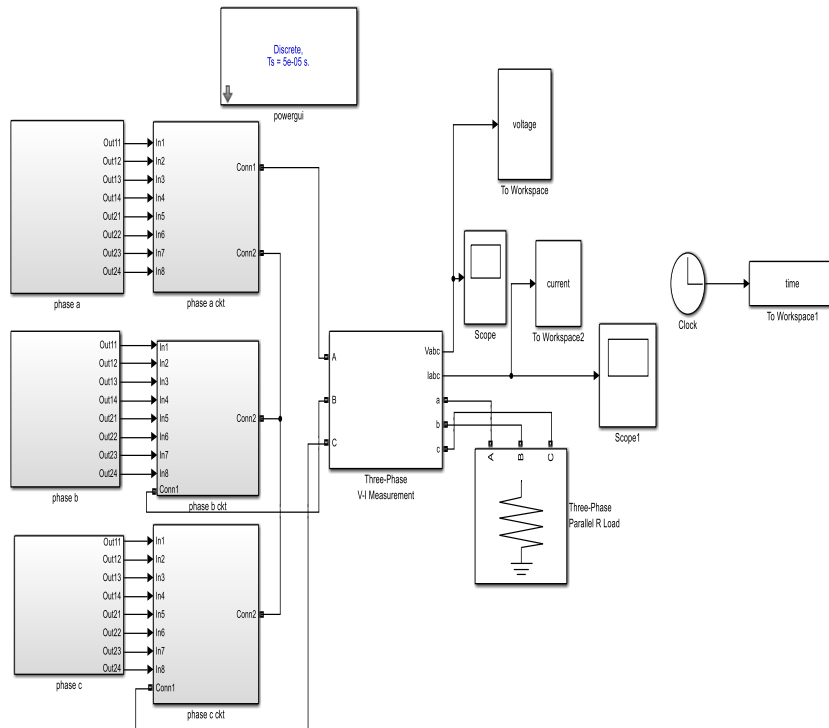 Discrete,
Ts = 5e-05 s.
powergui
Out11
Out12
Out13
Out14
Out21
Out22
Out23
Out24
phase a
In1
In2
In3
In4
In5
In6
In7
In8
Conn1
Conn2
phase a ckt
Out11
Out12
Out13
Out14
Out21
Out22
Out23
Out24
phase b
In1
In2
In3
In4
In5
In6
In7
In8
Conn1
Conn2
phase b ckt
Out11
Out12
Out13
Out14
Out21
Out22
Out23
Out24
phase c
In1
In2
In3
In4
In5
In6
In7
In8
Conn1
Conn2
phase c ckt
A
B
C
Vabc
Iabc
a
b
c
Three-Phase
V-I Measurement
voltage
To Workspace
Scope
current
To Workspace2
Scope1
Clock
time
To Workspace1
A
B
C
Three-Phase
Parallel R Load